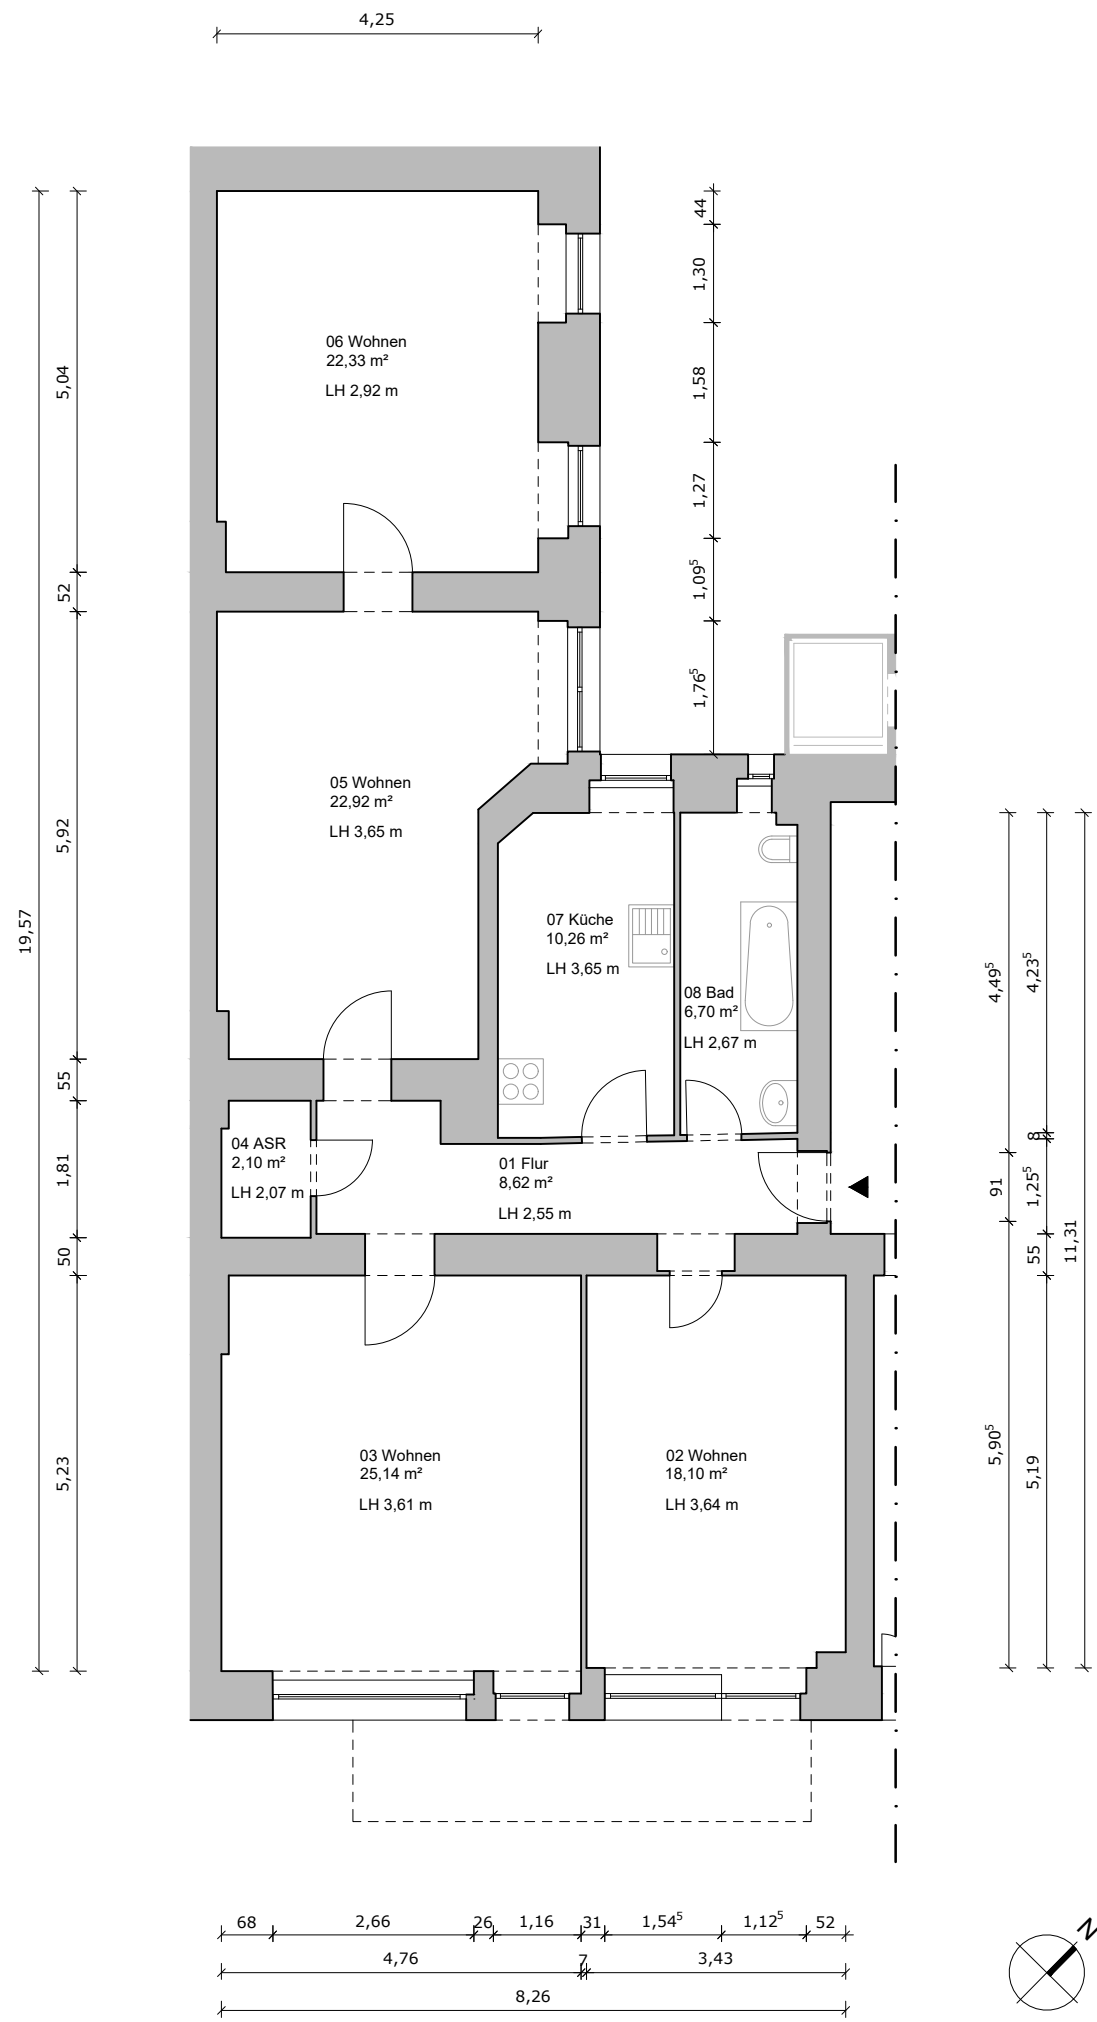 4,25
44
1,30
06 Wohnen
22,33 m²
LH 2,92 m
5,04
1,58
1,27
52
1,09⁵
1,76⁵
05 Wohnen
22,92 m²
LH 3,65 m
5,92
19,57
07 Küche
10,26 m²
LH 3,65 m
08 Bad
6,70 m²
LH 2,67 m
4,49⁵
4,23⁵
55
04 ASR
2,10 m²
LH 2,07 m
1,81
01 Flur
8,62 m²
LH 2,55 m
8
91
1,25⁵
11,31
50
55
03 Wohnen
25,14 m²
LH 3,61 m
02 Wohnen
18,10 m²
LH 3,64 m
5,23
5,90⁵
5,19
68
2,66
26
1,16
31
1,54⁵
1,12⁵
52
4,76
7
3,43
8,26
N